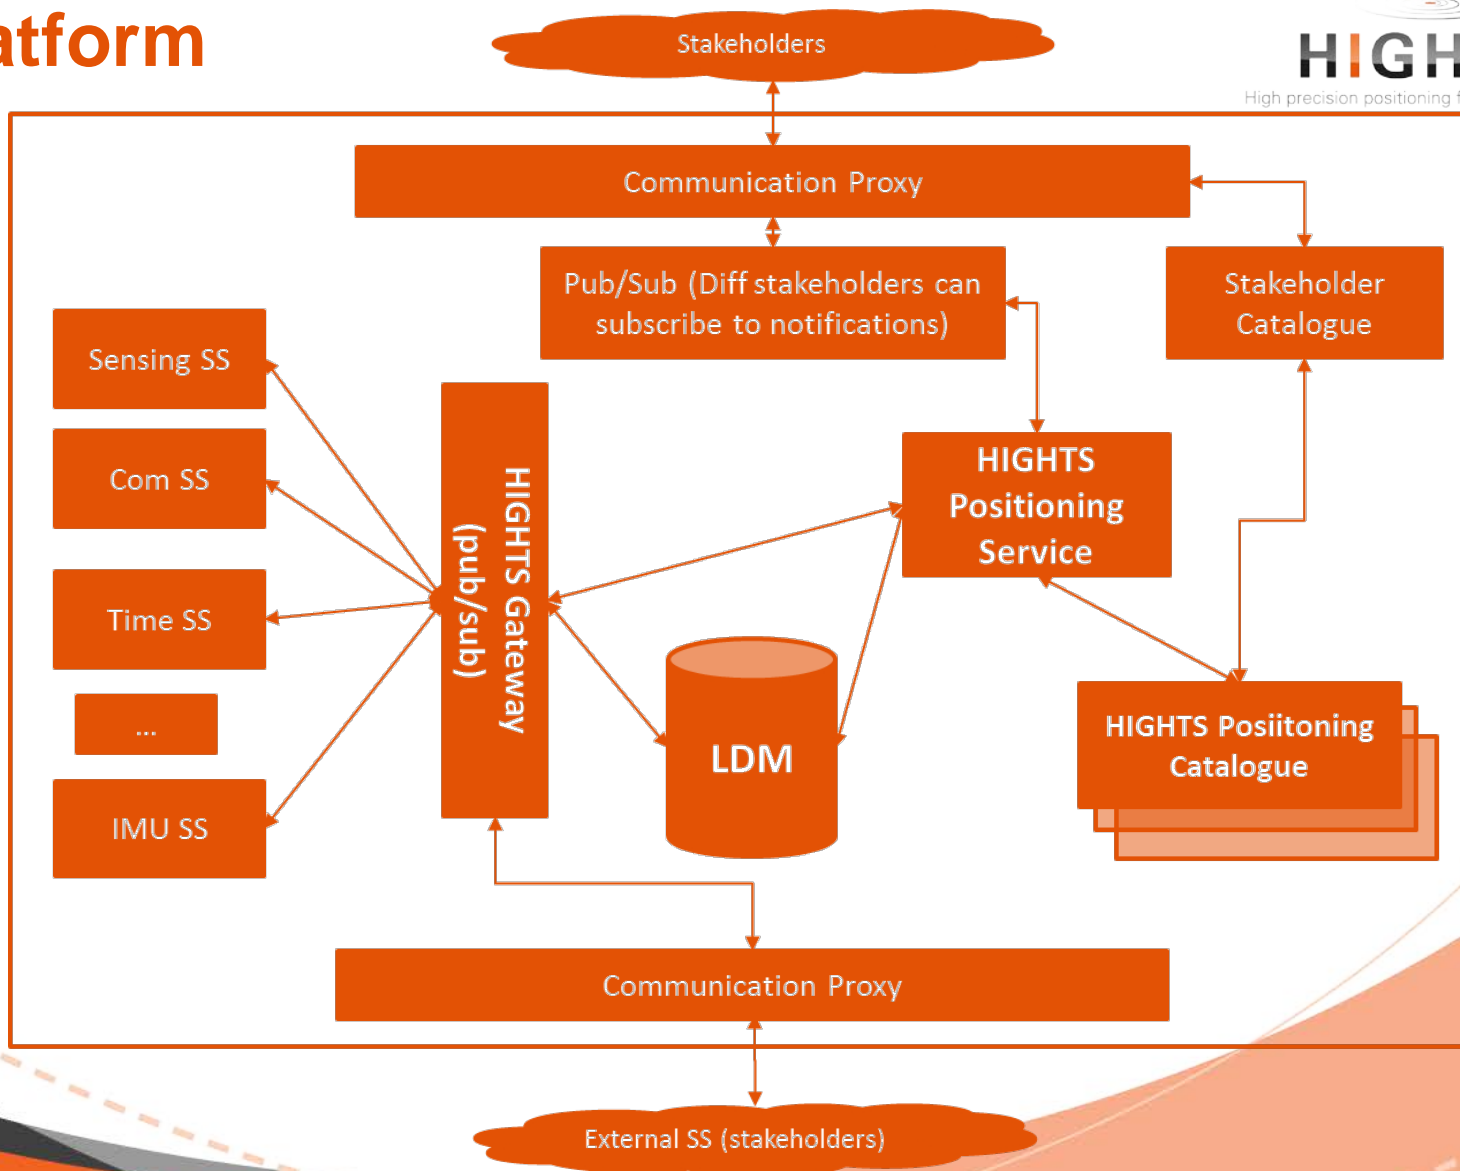 atform
Stakeholders
HIGH
High precision positioning f
Communication Proxy
Pub/Sub (Diff stakeholders can
subscribe to notifications)
Stakeholder
Catalogue
Sensing SS
Com SS
Time SS
...
IMU SS
HIGHTS Gateway
(pub/sub)
HIGHTS
Positioning
Service
LDM
HIGHTS Posiitoning
Catalogue
Communication Proxy
External SS (stakeholders)